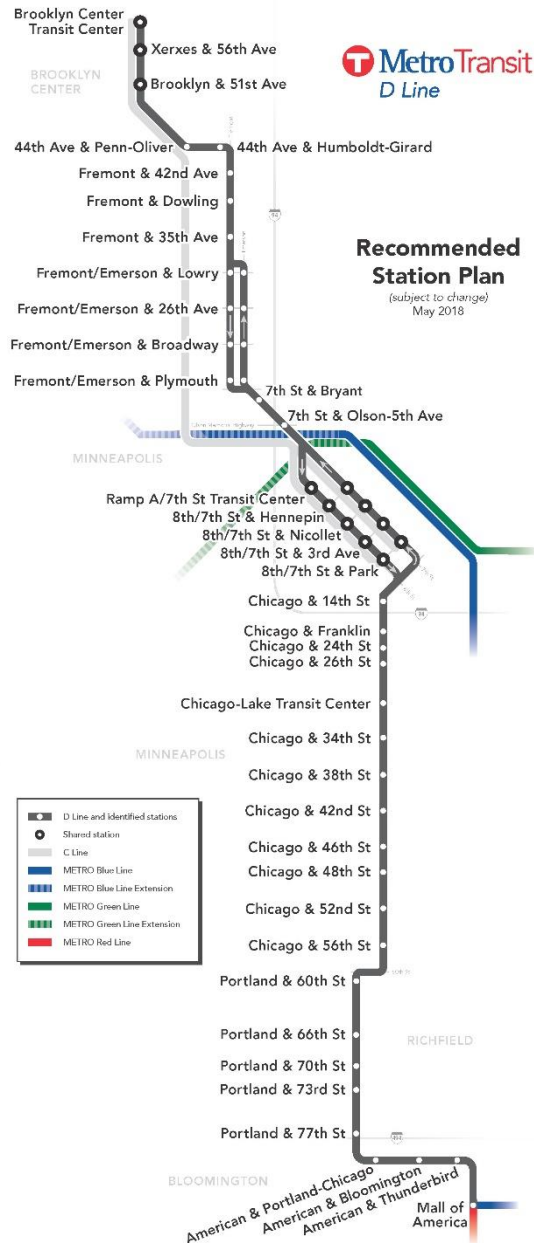 Brooklyn Center
Transit Center
Xerxes & 56th Ave
BROOKLYN
CENTER
Brooklyn & 51st Ave
T MetroTransit
D Line
44th Ave & Penn-Oliver
44th Ave & Humboldt-Girard
Fremont & 42nd Ave
Fremont & Dowling
94
Fremont & 35th Ave
Recommended
Station Plan
(subject to change)
May 2018
Fremont/Emerson & Lowry
Fremont/Emerson & 26th Ave
Fremont/Emerson & Broadway
Fremont/Emerson & Plymouth
7th St & Bryant
7th St & Olson-5th Ave
MINNEAPOLIS
Ramp A/7th St Transit Center
8th/7th St & Hennepin
8th/7th St & Nicollet
8th/7th St & 3rd Ave
8th/7th St & Park
Chicago & 14th St
94
Chicago & Franklin
Chicago & 24th St
Chicago & 26th St
Chicago-Lake Transit Center
Chicago & 34th St
MINNEAPOLIS
Chicago & 38th St
Chicago & 42nd St
Chicago & 46th St
Chicago & 48th St
Chicago & 52nd St
Chicago & 56th St
D Line and identified stations
Shared station
C Line
METRO Blue Line
METRO Blue Line Extension
METRO Green Line
METRO Green Line Extension
METRO Red Line
Portland & 60th St
Portland & 66th St
RICHFIELD
Portland & 70th St
Portland & 73rd St
Portland & 77th St
494
BLOOMINGTON
American & Portland-Chicago
American & Bloomington
American & Thunderbird
Mall of
America